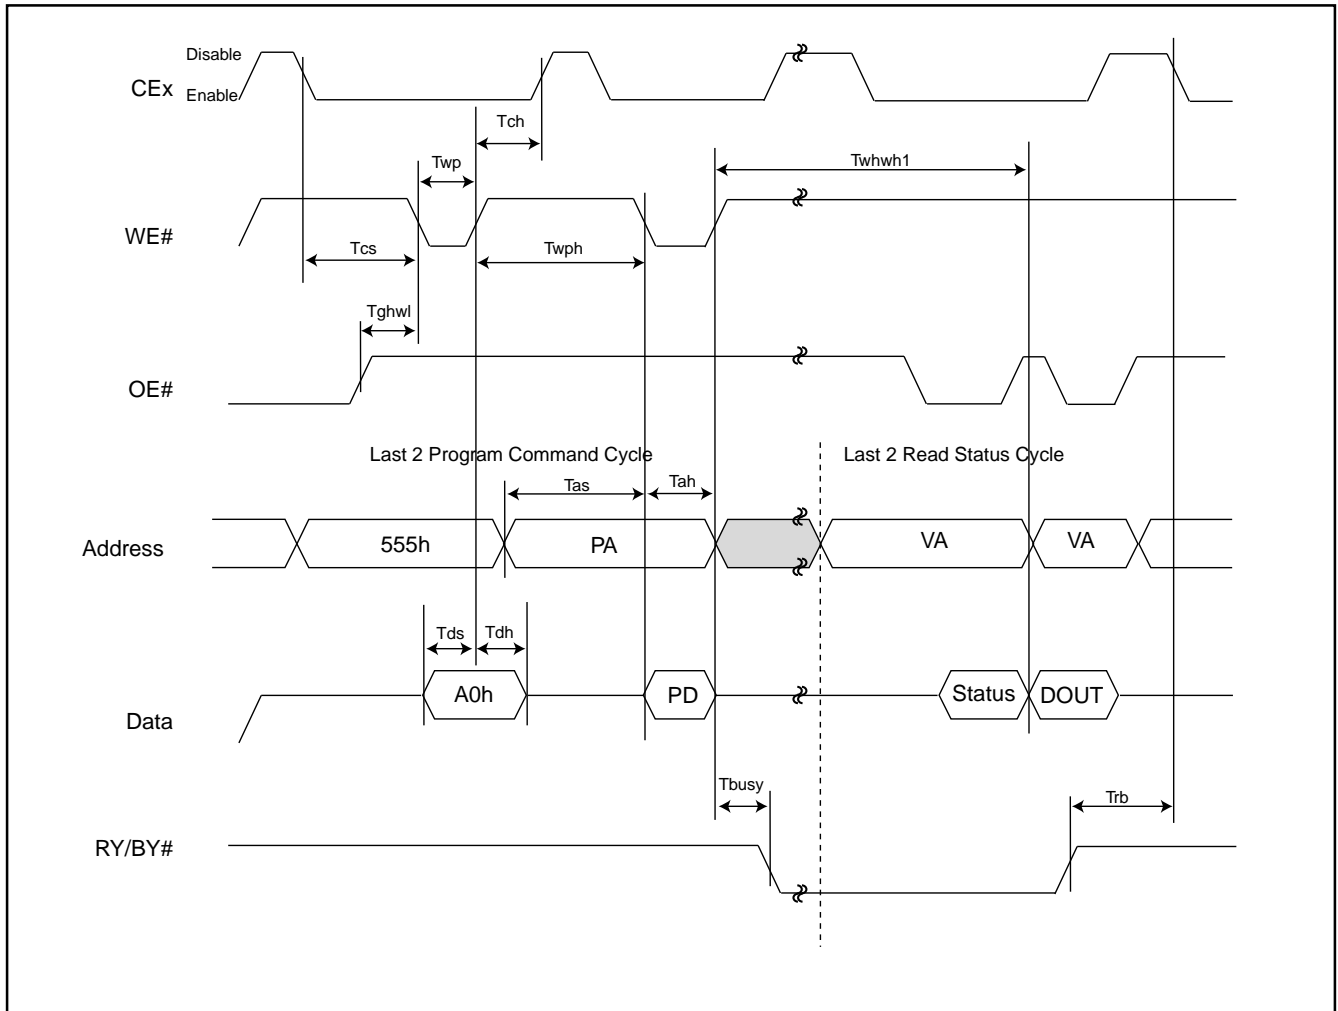 Disable
CEx
Enable
Tch
Twp
Twhwh1
WE#
Tcs
Twph
Tghwl
OE#
Last 2 Program Command Cycle
Last 2 Read Status Cycle
Tas
Tah
Address
555h
PA
VA
VA
Tds
Tdh
A0h
PD
Status
DOUT
Data
Tbusy
Trb
RY/BY#